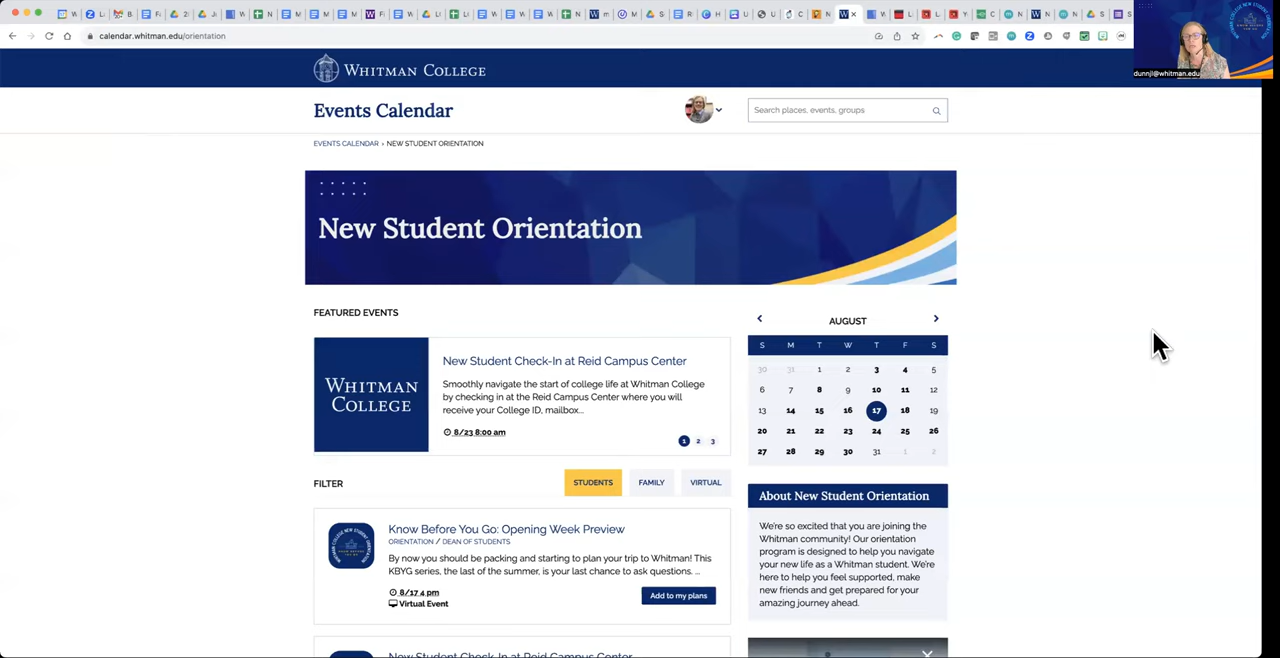 calendar.whitman.edu/orientation
dunnjl@whitman.edu
WHITMAN COLLEGE
Events Calendar
Search places, events, groups
EVENTS CALENDAR › NEW STUDENT ORIENTATION
New Student Orientation
FEATURED EVENTS
WHITMAN
COLLEGE
New Student Check-In at Reid Campus Center
Smoothly navigate the start of college life at Whitman College
by checking in at the Reid Campus Center where you will
receive your College ID, mailbox...
8/23 8:00 am
1 2 3
FILTER
STUDENTS FAMILY VIRTUAL
Know Before You Go: Opening Week Preview
ORIENTATION / DEAN OF STUDENTS
By now you should be packing and starting to plan your trip to Whitman! This
KBYG series, the last of the summer, is your last chance to ask questions. ...
8/17 4 pm
Virtual Event
Add to my plans
New Student Check-In at Reid Campus Center
AUGUST
S M T W T F S
30 31 1 2 3 4 5
6 7 8 9 10 11 12
13 14 15 16 17 18 19
20 21 22 23 24 25 26
27 28 29 30 31 1 2
About New Student Orientation
We're so excited that you are joining the
Whitman community! Our orientation
program is designed to help you navigate
your new life as a Whitman student. We're
here to help you feel supported, make
new friends and get prepared for your
amazing journey ahead.